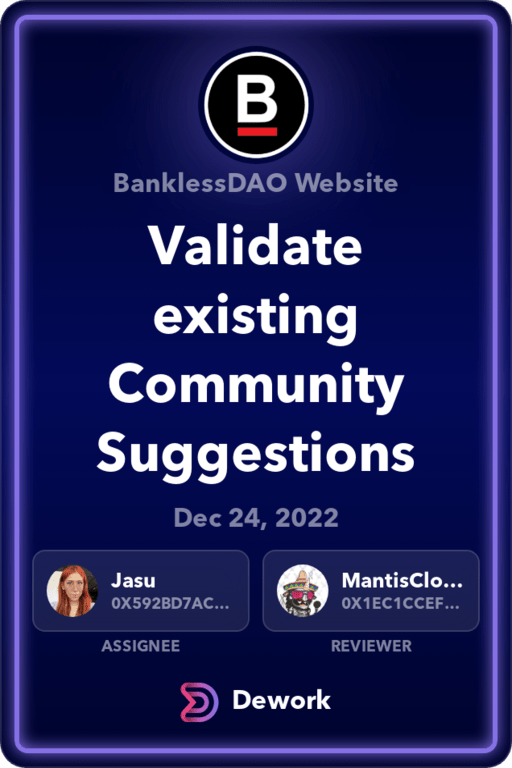 B
BanklessDAO Website
Validate
existing
Community
Suggestions
Dec 24, 2022
Jasu
0X592BD7AC...
MantisClo...
0X1EC1CCEF...
ASSIGNEE
REVIEWER
Dework